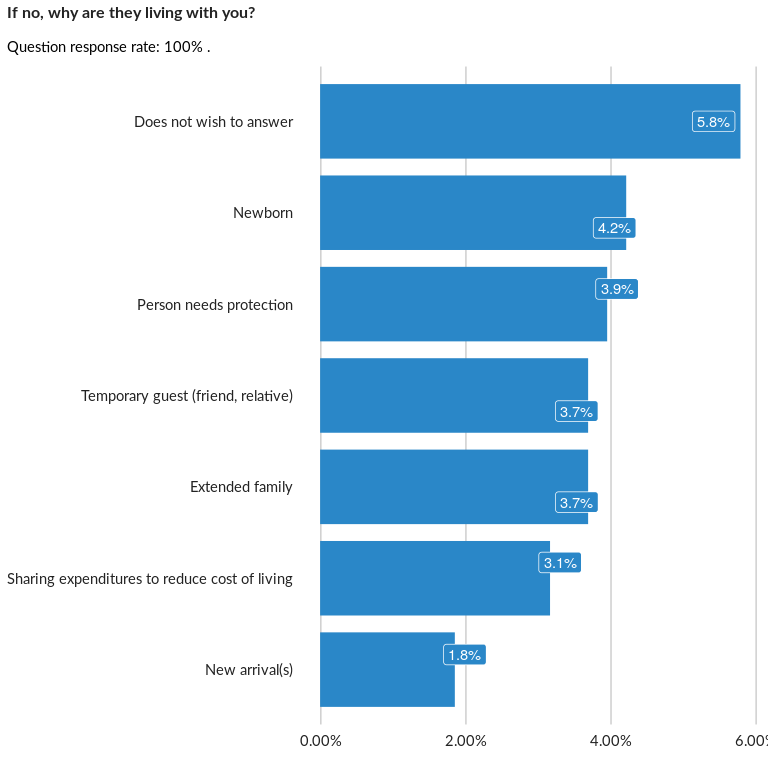 If no, why are they living with you?
Question response rate: 100% .
Does not wish to answer
5.8%
Newborn
4.2%
Person needs protection
3.9%
Temporary guest (friend, relative)
3.7%
Extended family
3.7%
Sharing expenditures to reduce cost of living
3.1%
New arrival(s)
1.8%
0.00% 2.00% 4.00% 6.00%